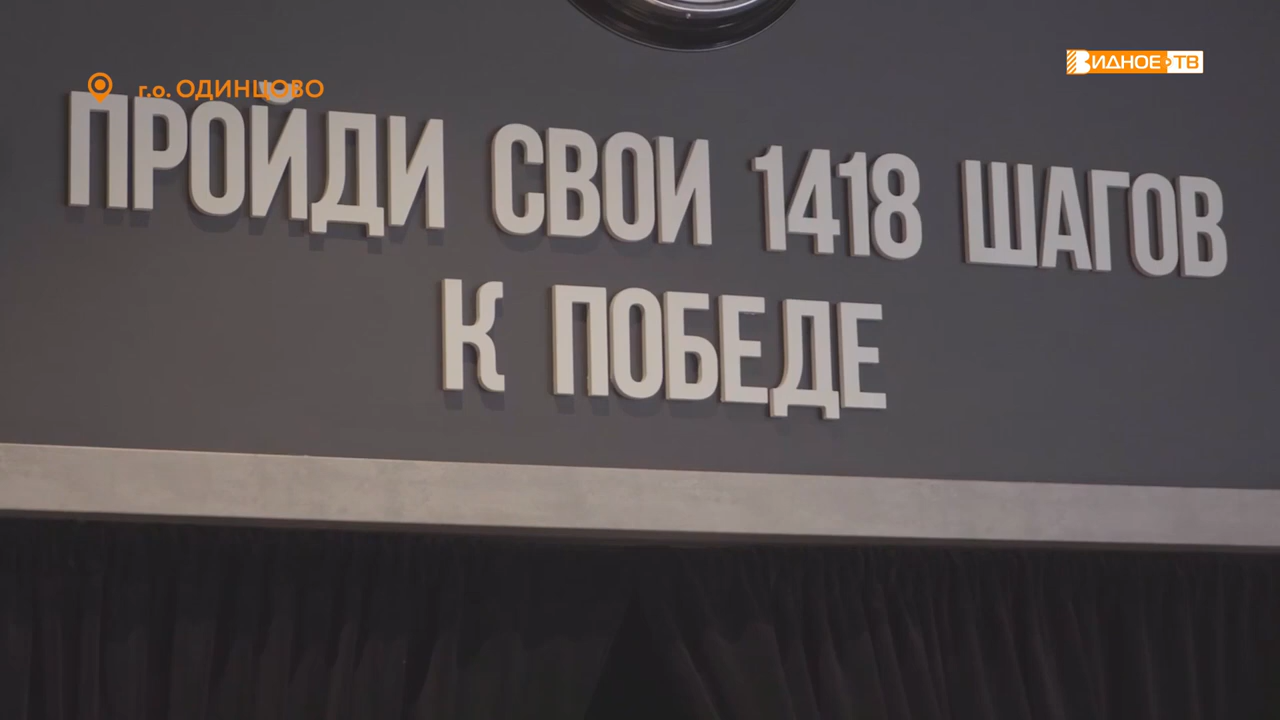 г.о. ОДИНЦОВО
ВИДНОЕ ТВ
ПРОЙДИ СВОИ 1418 ШАГОВ
К ПОБЕДЕ